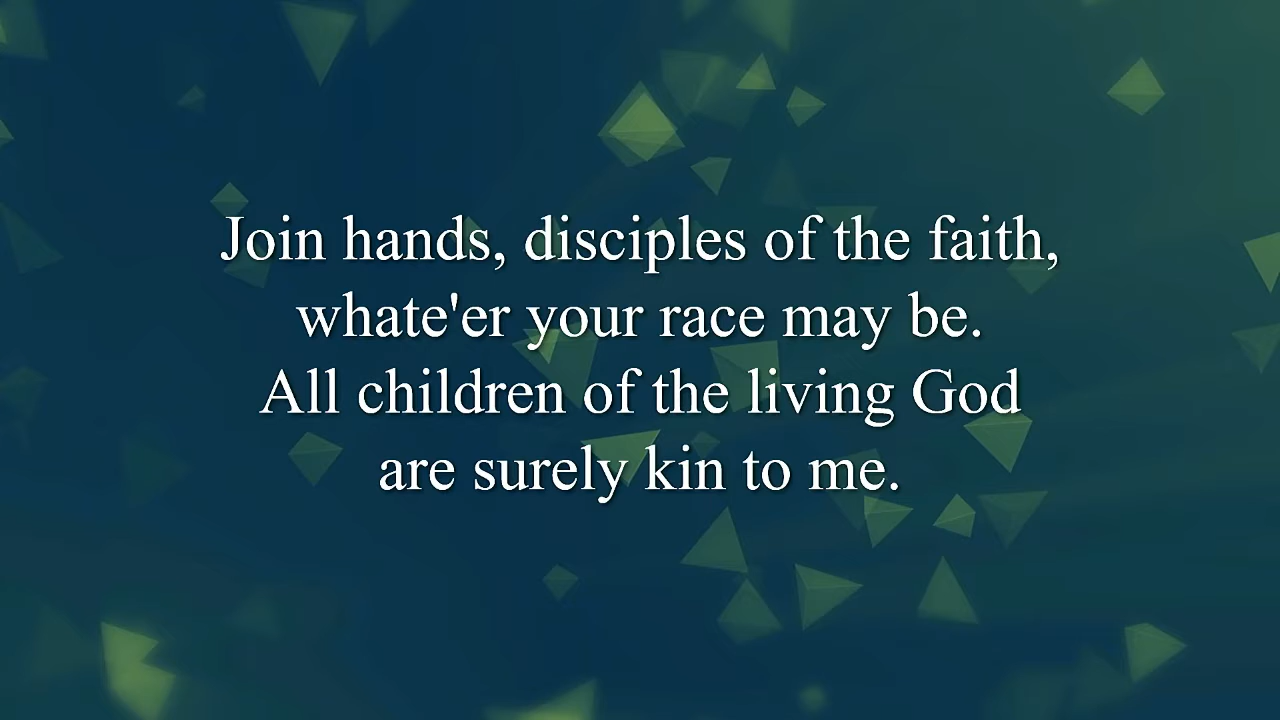 Join hands, disciples of the faith,
whate'er your race may be.
All children of the living God
are surely kin to me.